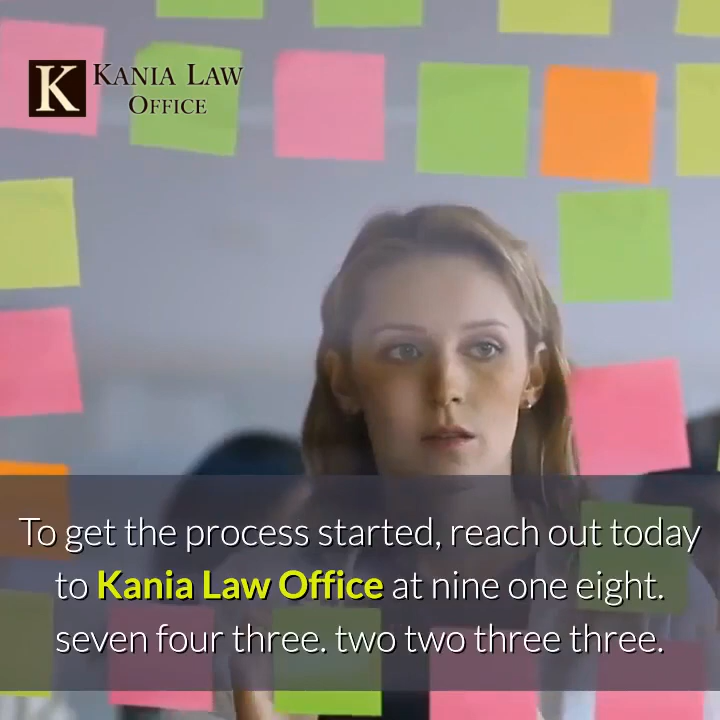 K KANIA LAW
OFFICE
To get the process started, reach out today
to Kania Law Office at nine one eight.
seven four three. two two three three.